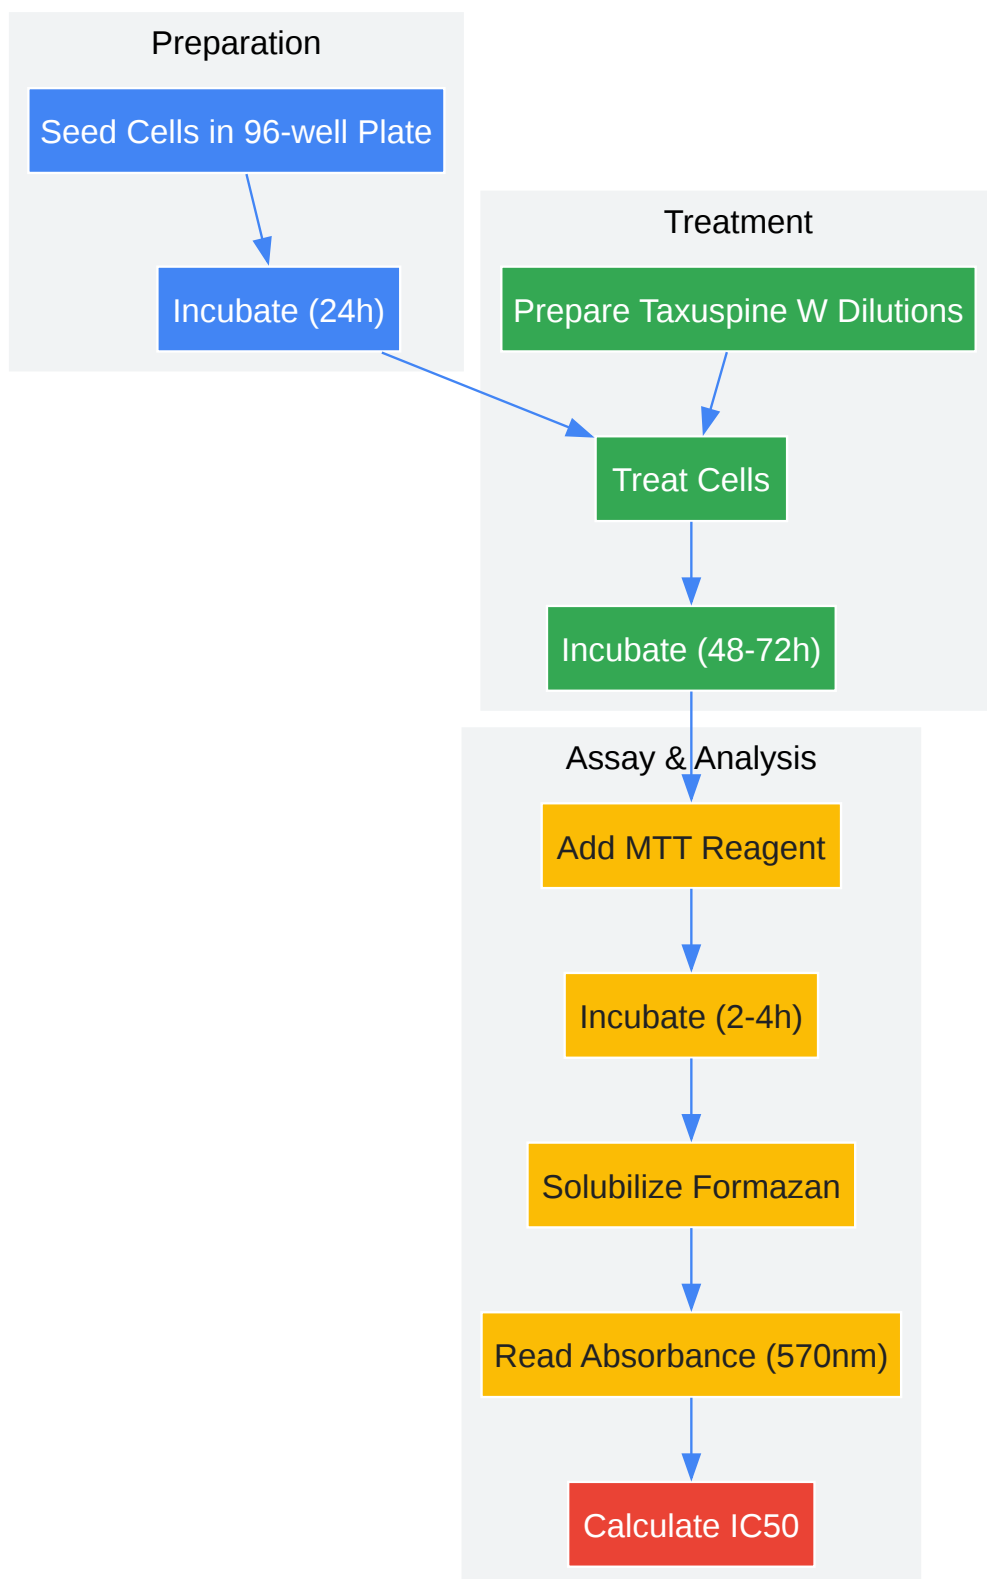 Preparation
Seed Cells in 96-well Plate
Incubate (24h)
Treatment
Prepare Taxuspine W Dilutions
Treat Cells
Incubate (48-72h)
Assay & Analysis
Add MTT Reagent
Incubate (2-4h)
Solubilize Formazan
Read Absorbance (570nm)
Calculate IC50